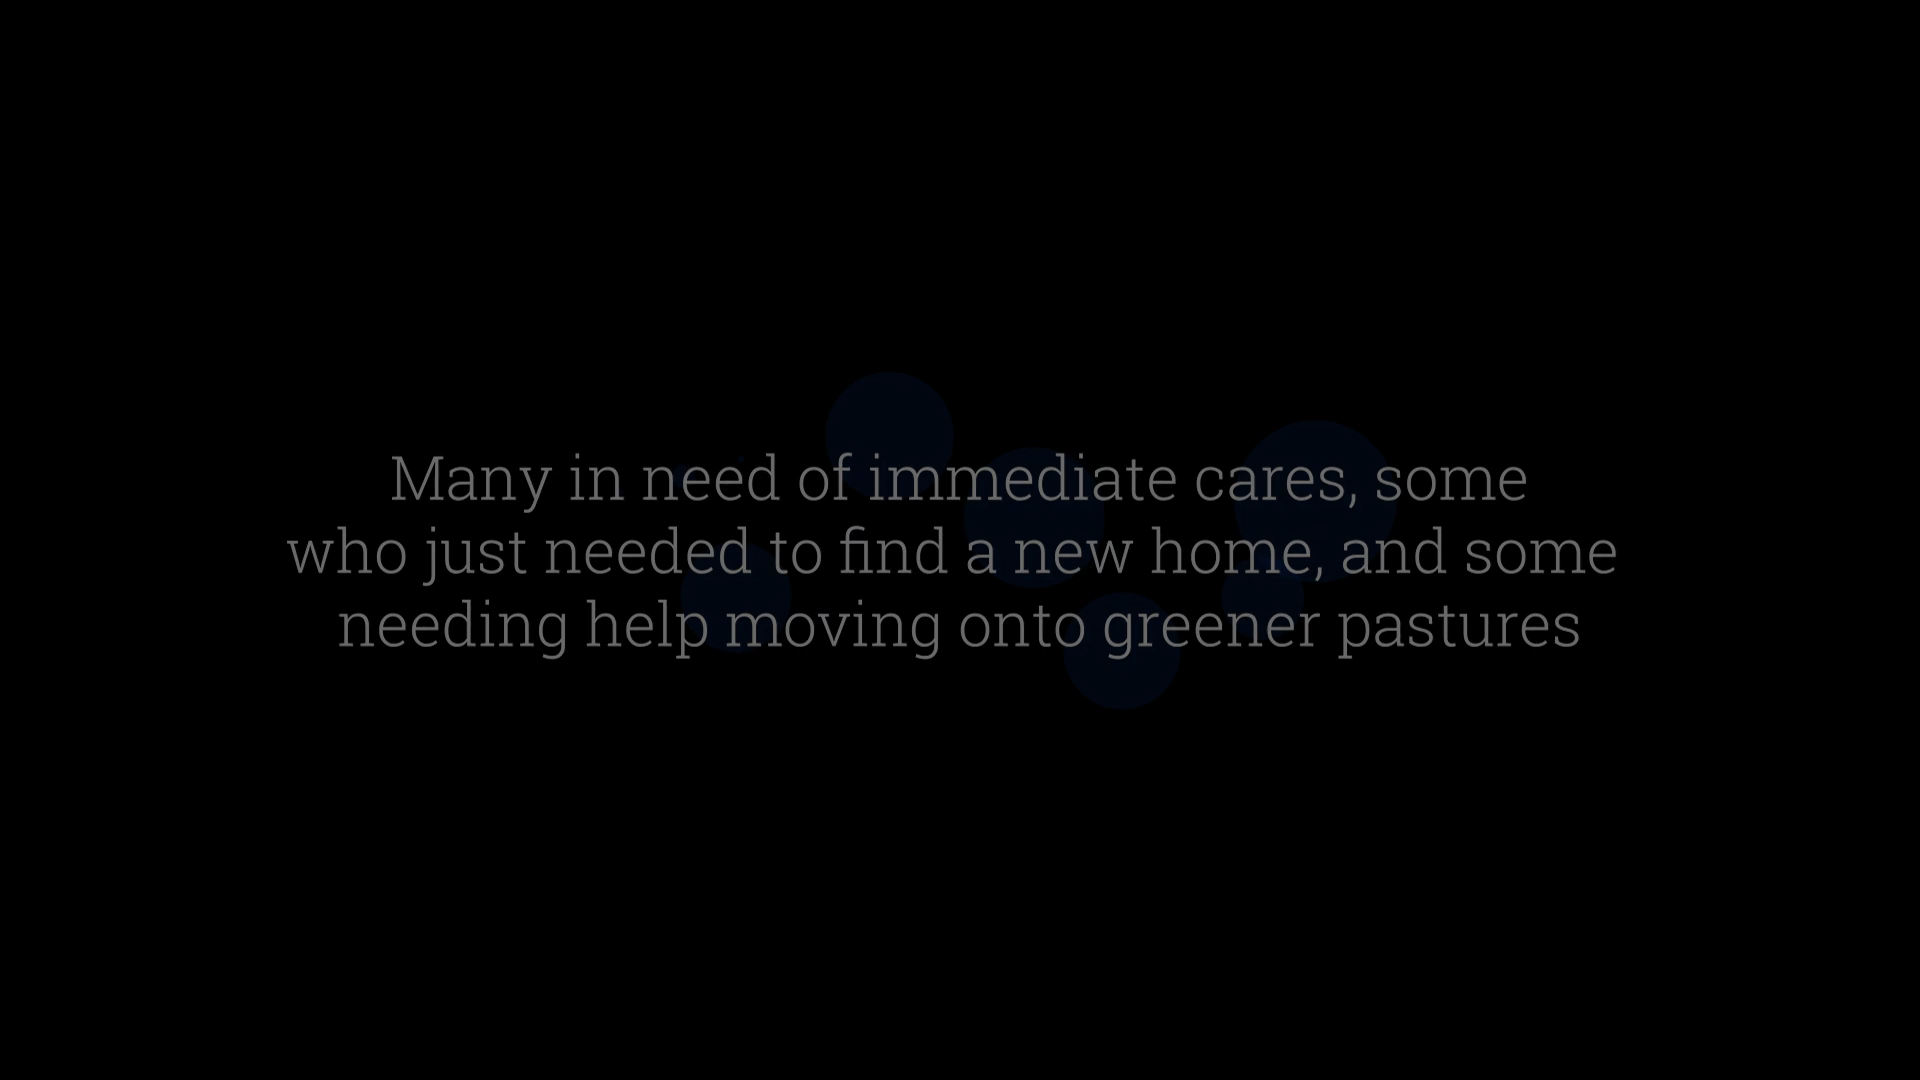 Many in need of immediate cares, some
who just needed to find a new home, and some
needing help moving onto greener pastures